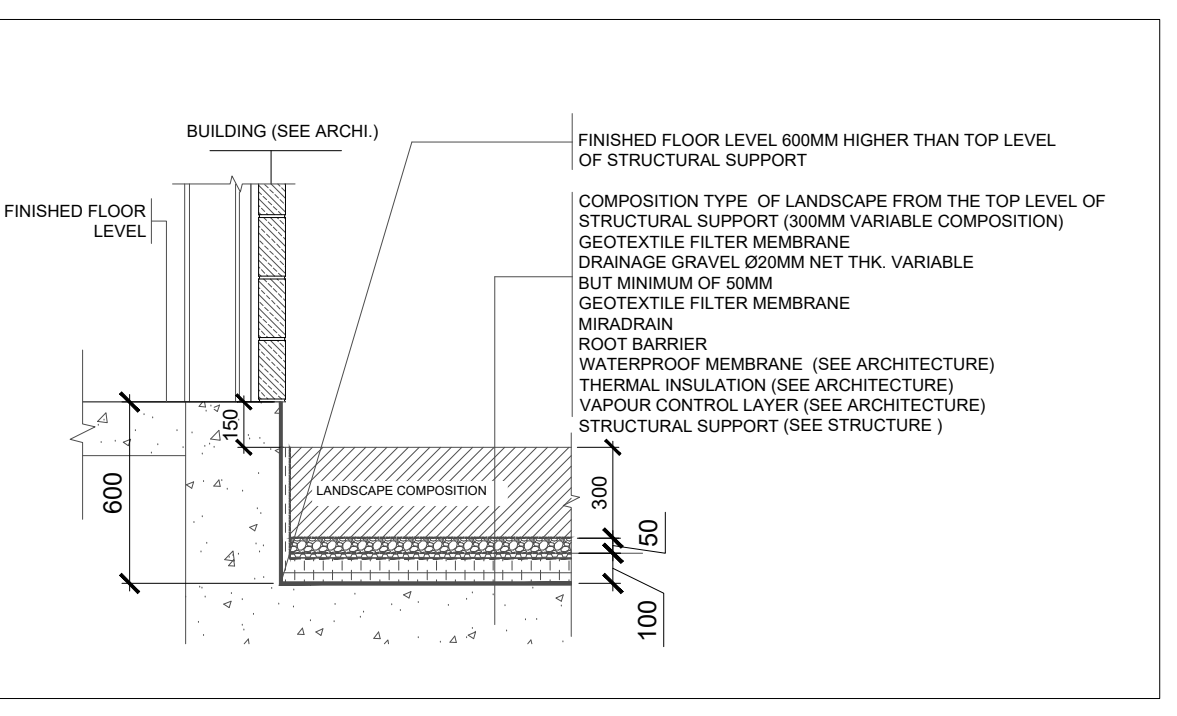 BUILDING (SEE ARCHI.)
FINISHED FLOOR LEVEL 600MM HIGHER THAN TOP LEVEL
OF STRUCTURAL SUPPORT
FINISHED FLOOR
LEVEL
COMPOSITION TYPE OF LANDSCAPE FROM THE TOP LEVEL OF
STRUCTURAL SUPPORT (300MM VARIABLE COMPOSITION)
GEOTEXTILE FILTER MEMBRANE
DRAINAGE GRAVEL Ø20MM NET THK. VARIABLE
BUT MINIMUM OF 50MM
GEOTEXTILE FILTER MEMBRANE
MIRADRAIN
ROOT BARRIER
WATERPROOF MEMBRANE (SEE ARCHITECTURE)
THERMAL INSULATION (SEE ARCHITECTURE)
VAPOUR CONTROL LAYER (SEE ARCHITECTURE)
STRUCTURAL SUPPORT (SEE STRUCTURE )
150
600
LANDSCAPE COMPOSITION
300
50
100